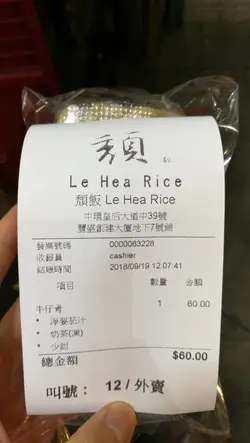 Le Hea Rice
頹飯 Le Hea Rice
中環皇后大道中39號
豐盛創建大廈地下7號舖
發票號碼 0000063228
收銀員 cashier
結賬時間 2018/09/19 12:07:41
項目 數量 金額
牛仔骨 1 60.00
• 淨要茄汁
• 奶茶(凍)
• 少甜
總金額 $60.00
叫號： 12 / 外賣